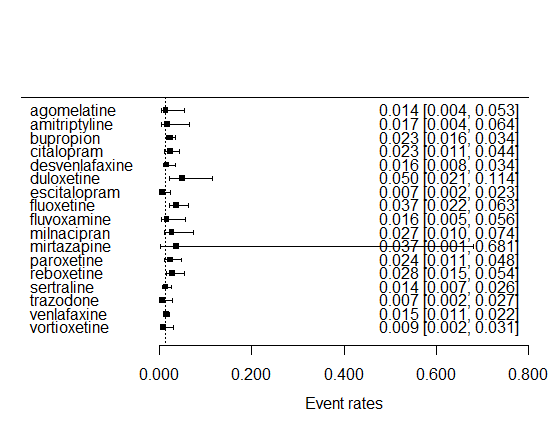 agomelatine 0.014 [0.004, 0.053]
amitriptyline 0.017 [0.004, 0.064]
bupropion 0.023 [0.016, 0.034]
citalopram 0.023 [0.011, 0.044]
desvenlafaxine 0.016 [0.008, 0.034]
duloxetine 0.050 [0.021, 0.114]
escitalopram 0.007 [0.002, 0.023]
fluoxetine 0.037 [0.022, 0.063]
fluvoxamine 0.016 [0.005, 0.056]
milnacipran 0.027 [0.010, 0.074]
mirtazapine 0.037 [0.001, 0.681]
paroxetine 0.024 [0.011, 0.048]
reboxetine 0.028 [0.015, 0.054]
sertraline 0.014 [0.007, 0.026]
trazodone 0.007 [0.002, 0.027]
venlafaxine 0.015 [0.011, 0.022]
vortioxetine 0.009 [0.002, 0.031]
0.000 0.200 0.400 0.600 0.800
Event rates